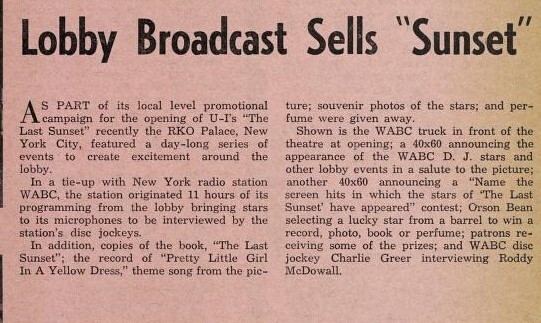 Lobby Broadcast Sells "Sunset"
AS PART of its local level promotional
campaign for the opening of U-I's "The
Last Sunset" recently the RKO Palace, New
York City, featured a day-long series of
events to create excitement around the
lobby.
In a tie-up with New York radio station
WABC, the station originated 11 hours of its
programming from the lobby bringing stars
to its microphones to be interviewed by the
station's disc jockeys.
In addition, copies of the book, "The Last
Sunset"; the record of "Pretty Little Girl
In A Yellow Dress," theme song from the pic-
ture; souvenir photos of the stars; and per-
fume were given away.
Shown is the WABC truck in front of the
theatre at opening; a 40x60 announcing the
appearance of the WABC D. J. stars and
other lobby events in a salute to the picture;
another 40x60 announcing a "Name the
screen hits in which the stars of 'The Last
Sunset' have appeared" contest; Orson Bean
selecting a lucky star from a barrel to win a
record, photo, book or perfume; patrons re-
ceiving some of the prizes; and WABC disc
jockey Charlie Greer interviewing Roddy
McDowall.